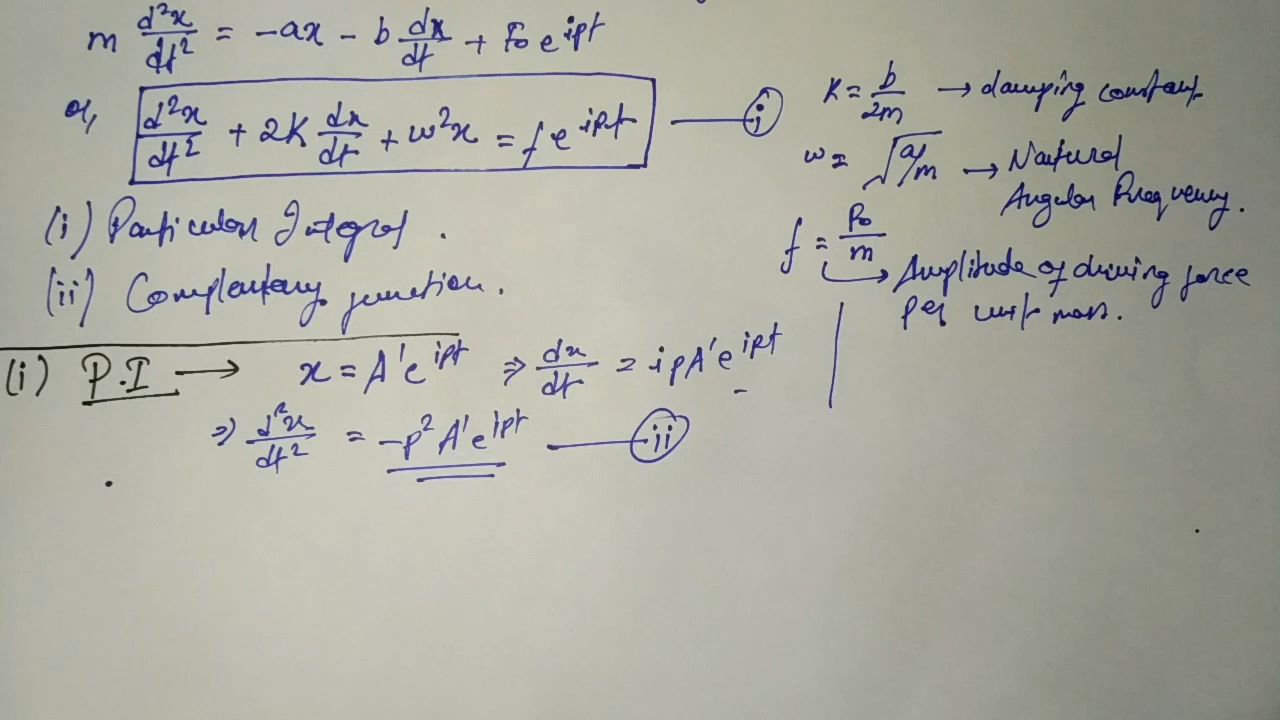 m d²x/dt² = -ax - b dx/dt + F₀ e^ipt
or, d²x/dt² + 2K dx/dt + ω²x = f e^ipt — (i)
K = b/2m → damping constant
ω = √a/m → Natural
Angular Frequency.
f = F₀/m
→ Amplitude of driving force
per unit mass.
(i) Particular Integral.
(ii) Complentary function.
(i) P.I → x = A'e^ipt ⇒ dx/dt = ipA'e^ipt
⇒ d²x/dt² = -p²A'e^ipt — (ii)